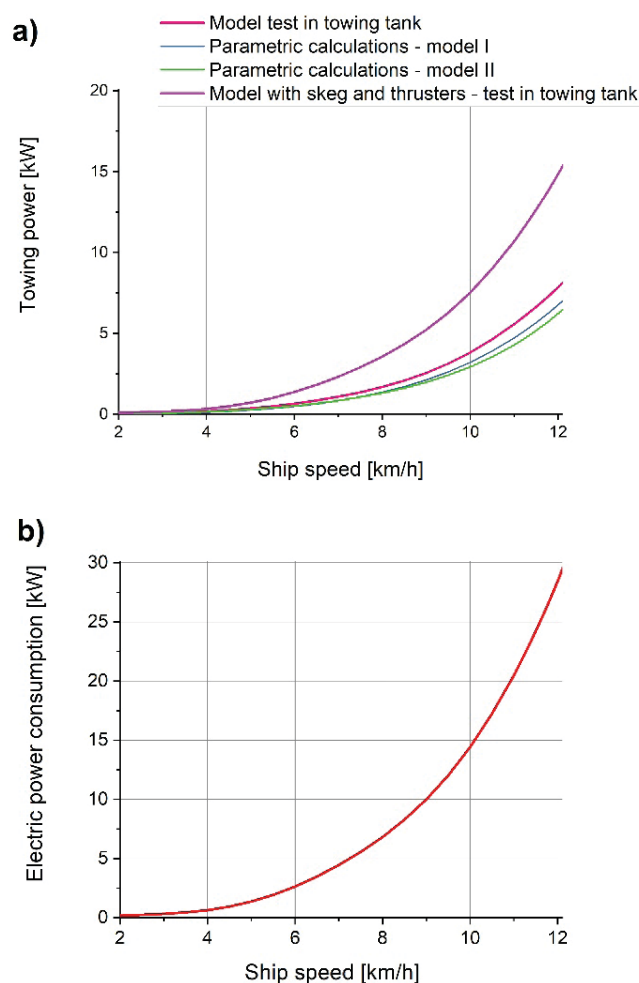 a)
Model test in towing tank
Parametric calculations - model I
Parametric calculations - model II
Model with skeg and thrusters - test in towing tank
20
15
10
5
0
Towing power [kW]
2 4 6 8 10 12
Ship speed [km/h]
b)
30
25
20
15
10
5
0
Electric power consumption [kW]
2 4 6 8 10 12
Ship speed [km/h]